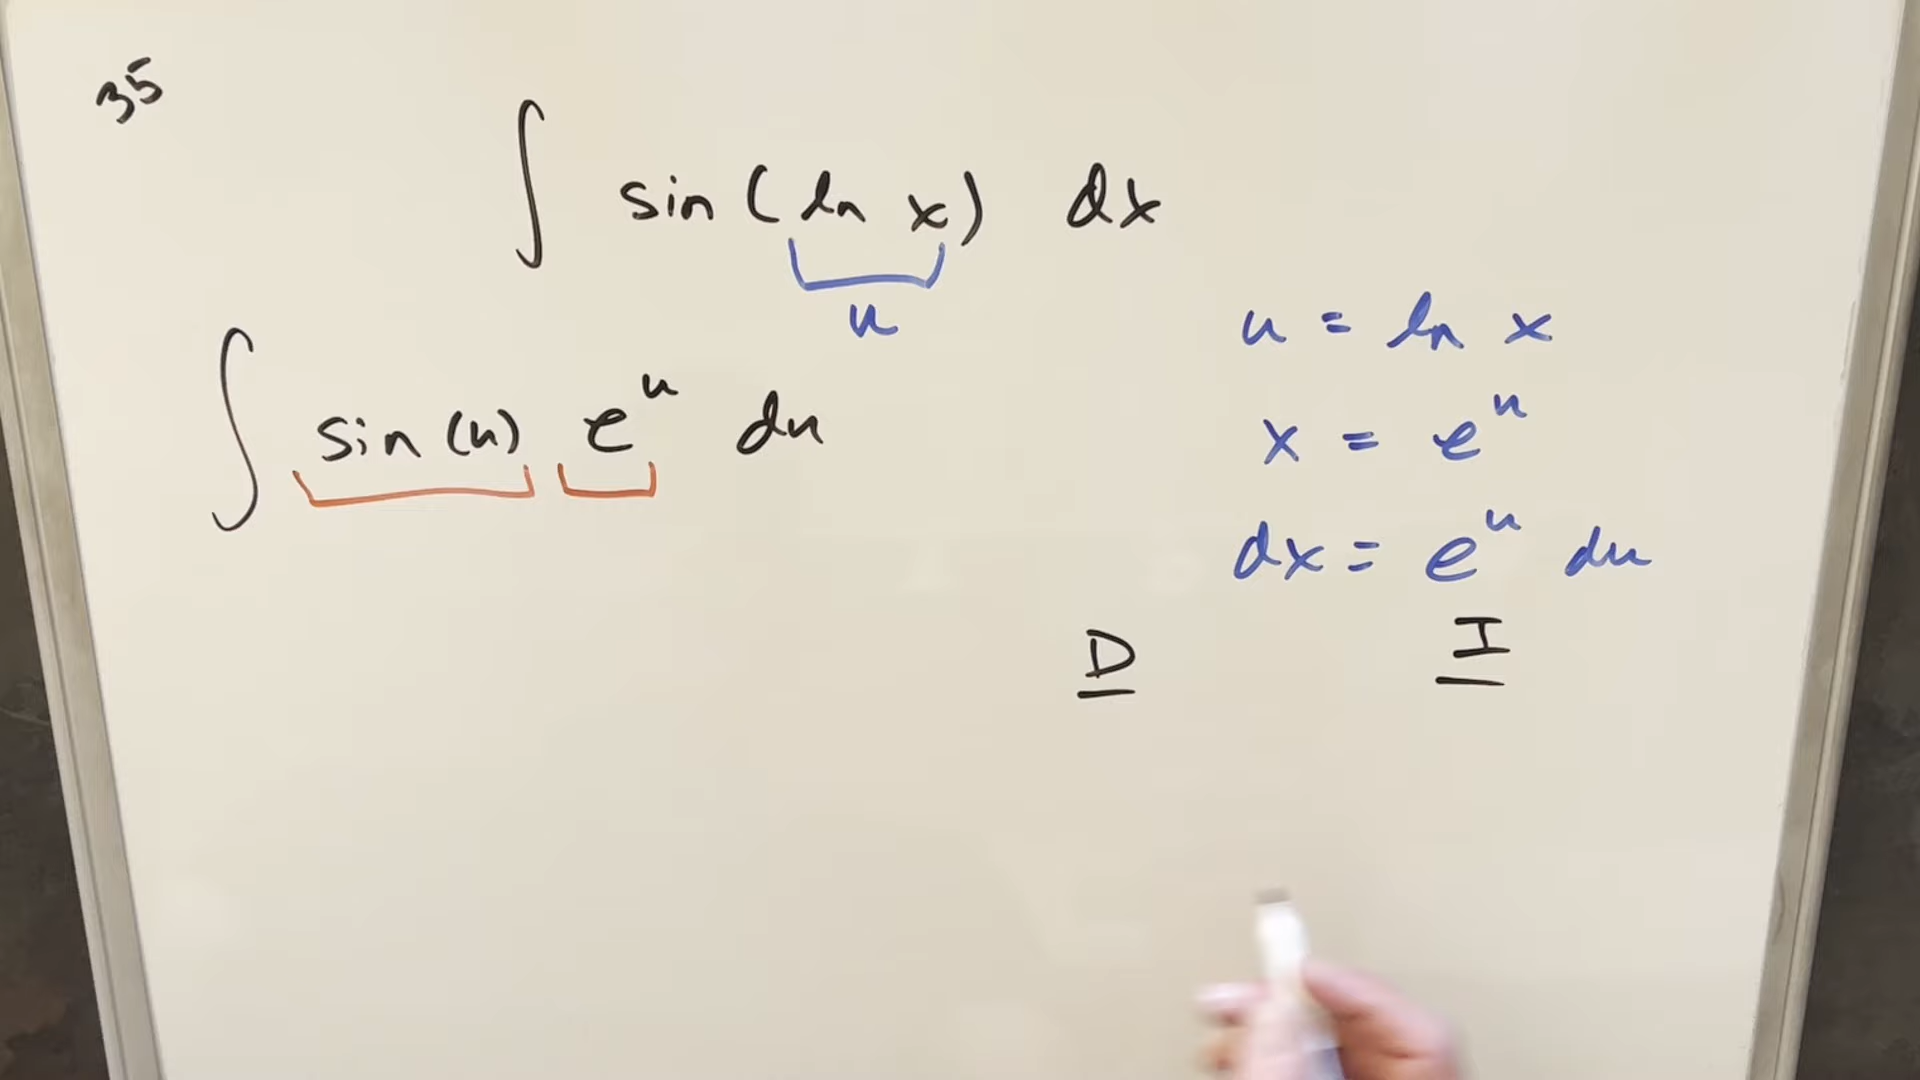 35
∫ sin (ln x) dx
u
u = ln x
∫ sin (u) e^u du
x = e^u
dx = e^u du
D I